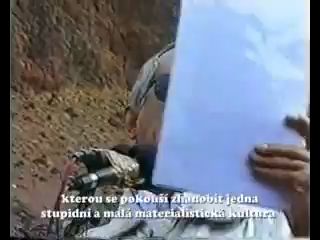 kterou se pokouší zhanobit jedna
stupidní a malá materialistická kultura